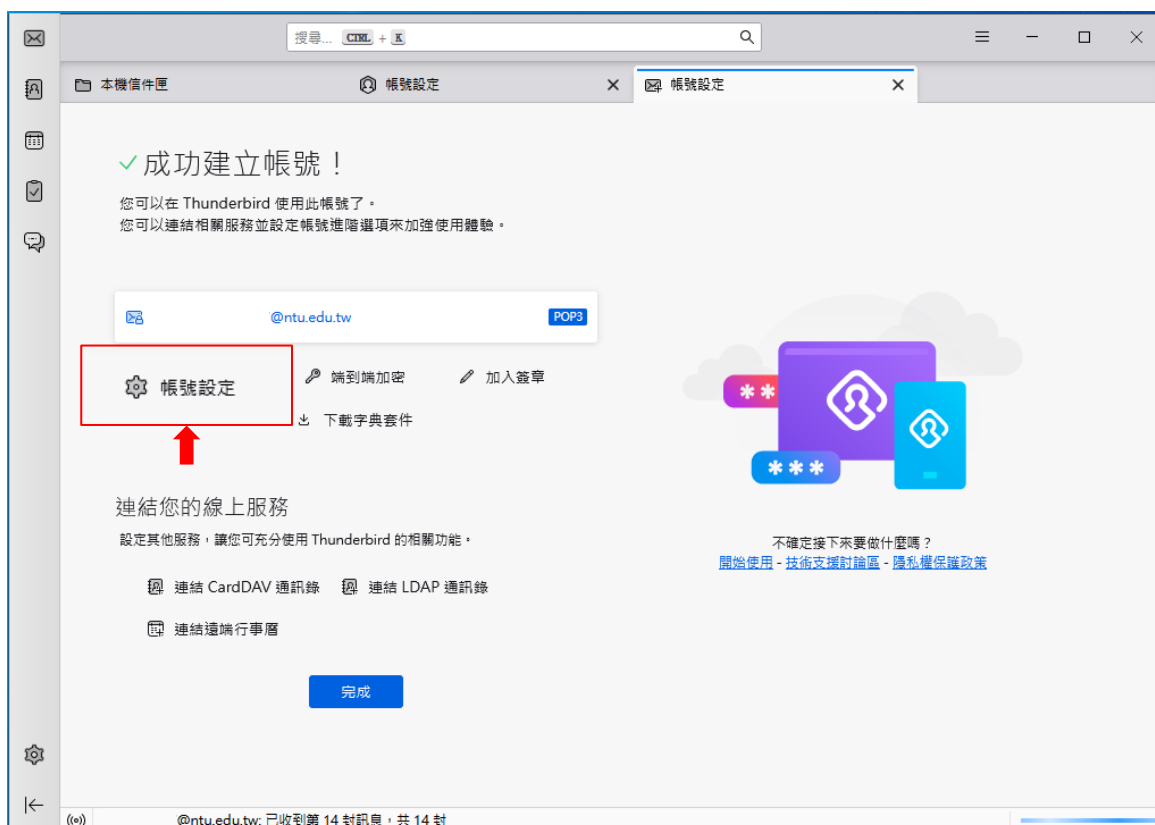 搜尋... CTRL + K
本機信件匣
帳號設定
帳號設定
成功建立帳號！
您可以在 Thunderbird 使用此帳號了。
您可以連結相關服務並設定帳號進階選項來加強使用體驗。
@ntu.edu.tw POP3
帳號設定
端到端加密
加入簽章
下載字典套件
連結您的線上服務
設定其他服務，讓您可充分使用 Thunderbird 的相關功能。
連結 CardDAV 通訊錄
連結 LDAP 通訊錄
連結遠端行事曆
完成
不確定接下來要做什麼嗎？
開始使用 - 技術支援討論區 - 隱私權保護政策
@ntu.edu.tw: 已收到第 14 封訊息，共 14 封